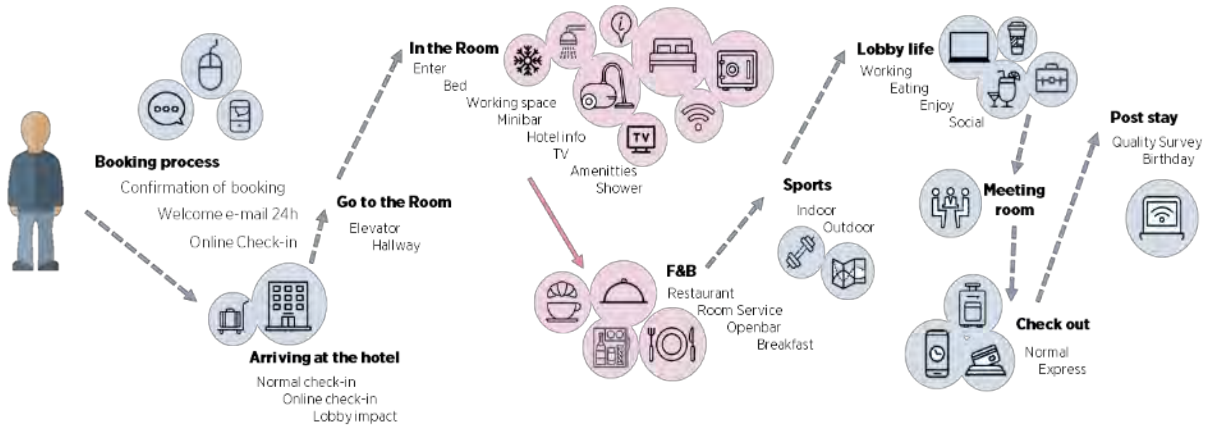 Booking process
Confirmation of booking
Welcome e-mail 24h
Online Check-in
Arriving at the hotel
Normal check-in
Online check-in
Lobby impact
Go to the Room
Elevator
Hallway
In the Room
Enter
Bed
Working space
Minibar
Hotel info
TV
Amenitties
Shower
TV
F&B
Restaurant
Room Service
Openbar
Breakfast
Sports
Indoor
Outdoor
Lobby life
Working
Eating
Enjoy
Social
Meeting
room
Check out
Normal
Express
Post stay
Quality Survey
Birthday